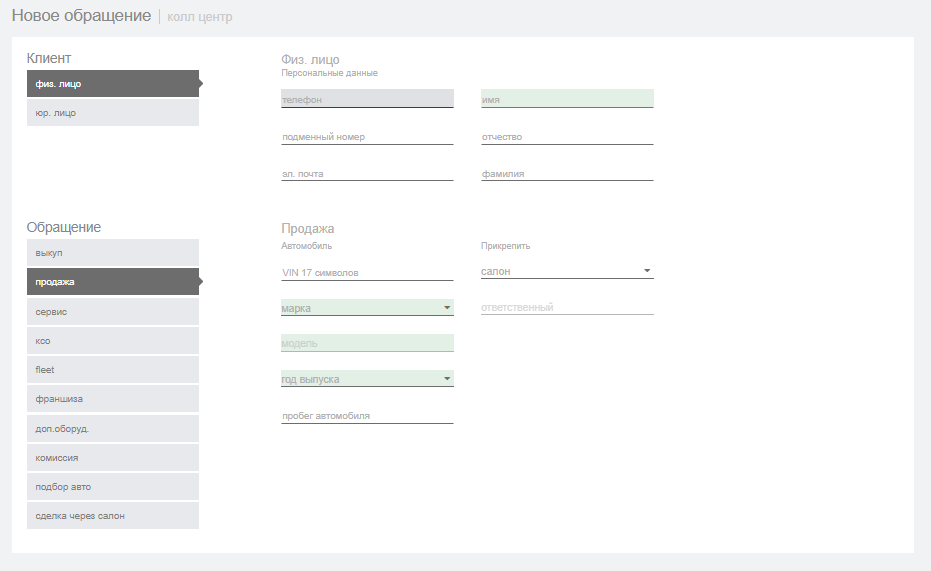 Новое обращение | колл центр
Клиент
физ. лицо
юр. лицо
Физ. лицо
Персональные данные
телефон
имя
подменный номер
отчество
эл. почта
фамилия
Обращение
выкуп
продажа
сервис
ксо
fleet
франшиза
доп.оборуд.
комиссия
подбор авто
сделка через салон
Продажа
Автомобиль
Прикрепить
VIN 17 символов
салон
марка
ответственный
модель
год выпуска
пробег автомобиля